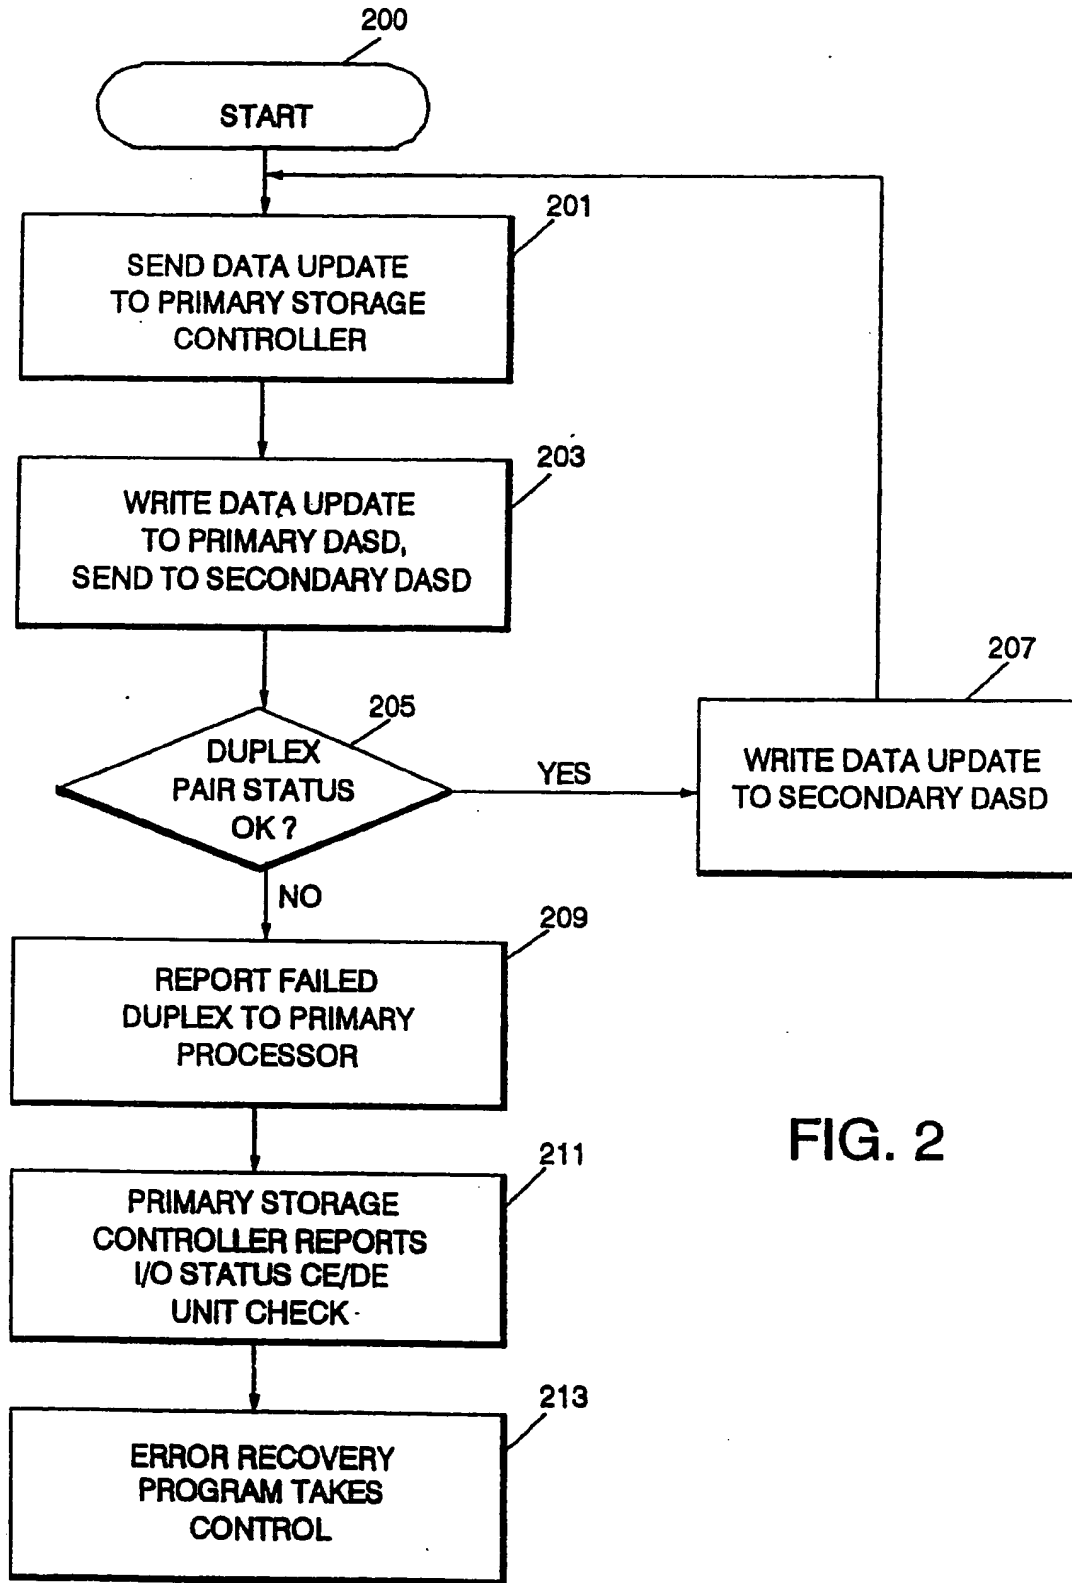 200
START
201
SEND DATA UPDATE
TO PRIMARY STORAGE
CONTROLLER
203
WRITE DATA UPDATE
TO PRIMARY DASD,
SEND TO SECONDARY DASD
205
DUPLEX
PAIR STATUS
OK ?
YES
207
WRITE DATA UPDATE
TO SECONDARY DASD
NO
209
REPORT FAILED
DUPLEX TO PRIMARY
PROCESSOR
211
PRIMARY STORAGE
CONTROLLER REPORTS
I/O STATUS CE/DE
UNIT CHECK
213
ERROR RECOVERY
PROGRAM TAKES
CONTROL
FIG. 2